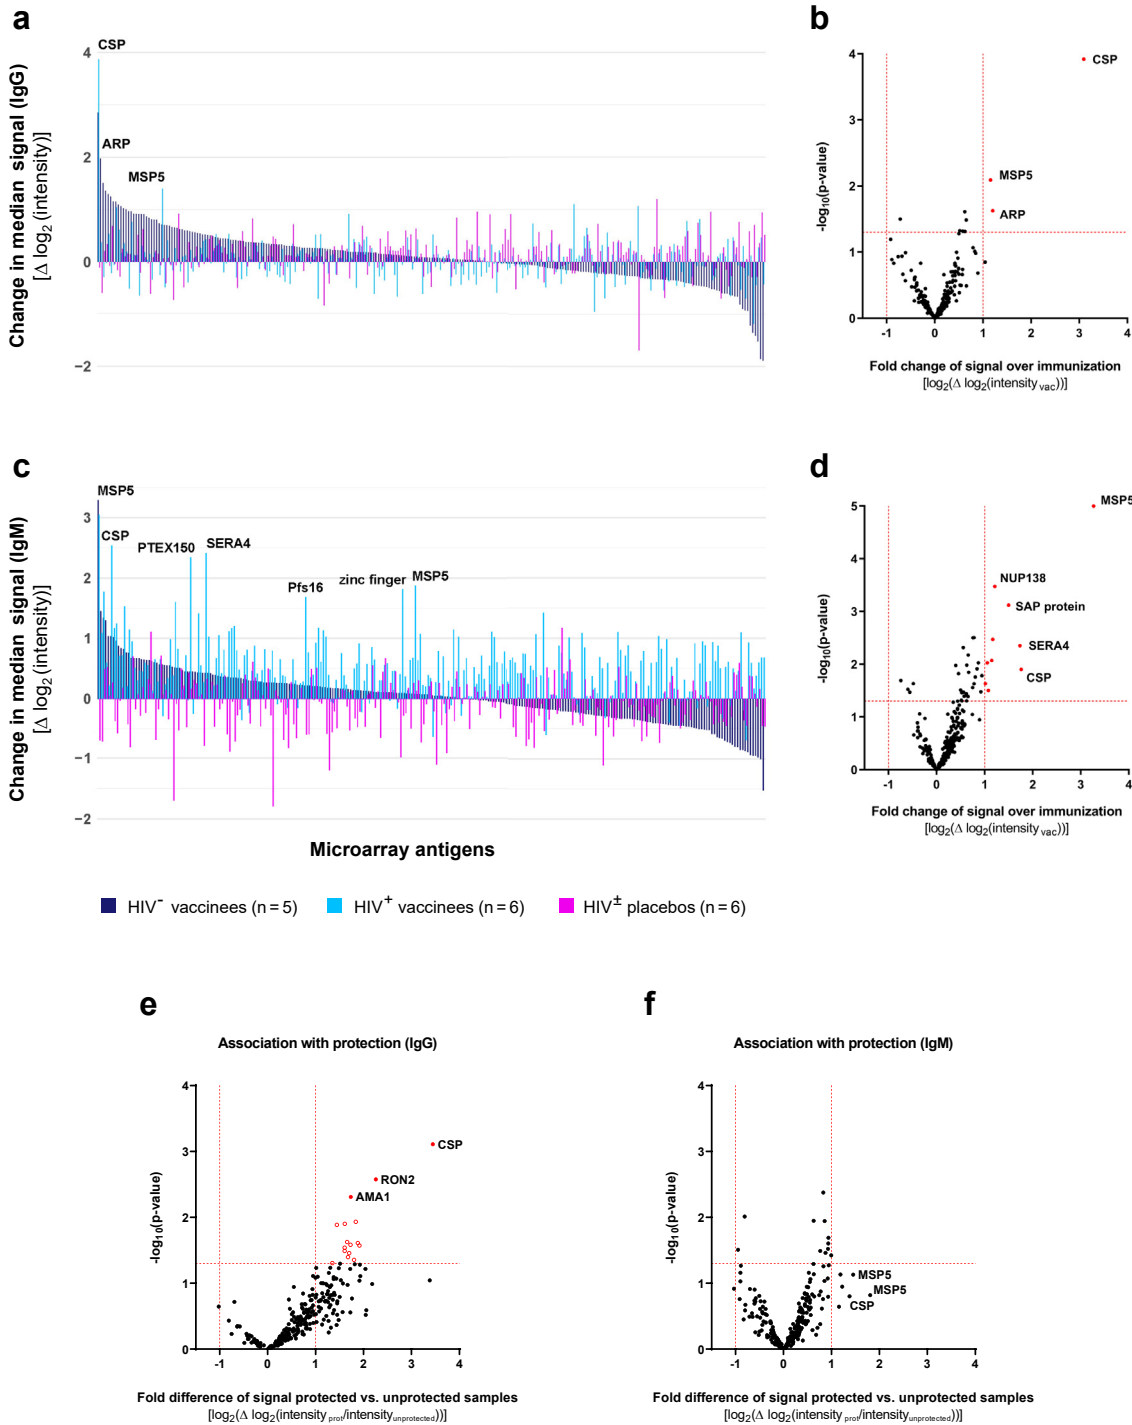 a
Change in median signal (IgG)
[Δ log2 (intensity)]
4
2
0
−2
CSP
ARP
MSP5
b
-log10(p-value)
4
3
2
1
0
-1 0 1 2 3 4
CSP
MSP5
ARP
Fold change of signal over immunization
[log2(Δ log2(intensity vac))]
c
Change in median signal (IgM)
[Δ log2 (intensity)]
3
2
1
0
−1
−2
MSP5
CSP
PTEX150
SERA4
Pfs16
zinc finger
MSP5
Microarray antigens
d
-log10(p-value)
5
4
3
2
1
0
-1 0 1 2 3 4
MSP5
NUP138
SAP protein
SERA4
CSP
Fold change of signal over immunization
[log2(Δ log2(intensity vac))]
HIV− vaccinees (n = 5)
HIV+ vaccinees (n = 6)
HIV± placebos (n = 6)
e
Association with protection (IgG)
-log10(p-value)
4
3
2
1
0
-1 0 1 2 3 4
CSP
RON2
AMA1
Fold difference of signal protected vs. unprotected samples
[log2(Δ log2(intensity prot/intensity unprotected))]
f
Association with protection (IgM)
-log10(p-value)
4
3
2
1
0
-1 0 1 2 3 4
MSP5
MSP5
CSP
Fold difference of signal protected vs. unprotected samples
[log2(Δ log2(intensity prot/intensity unprotected))]